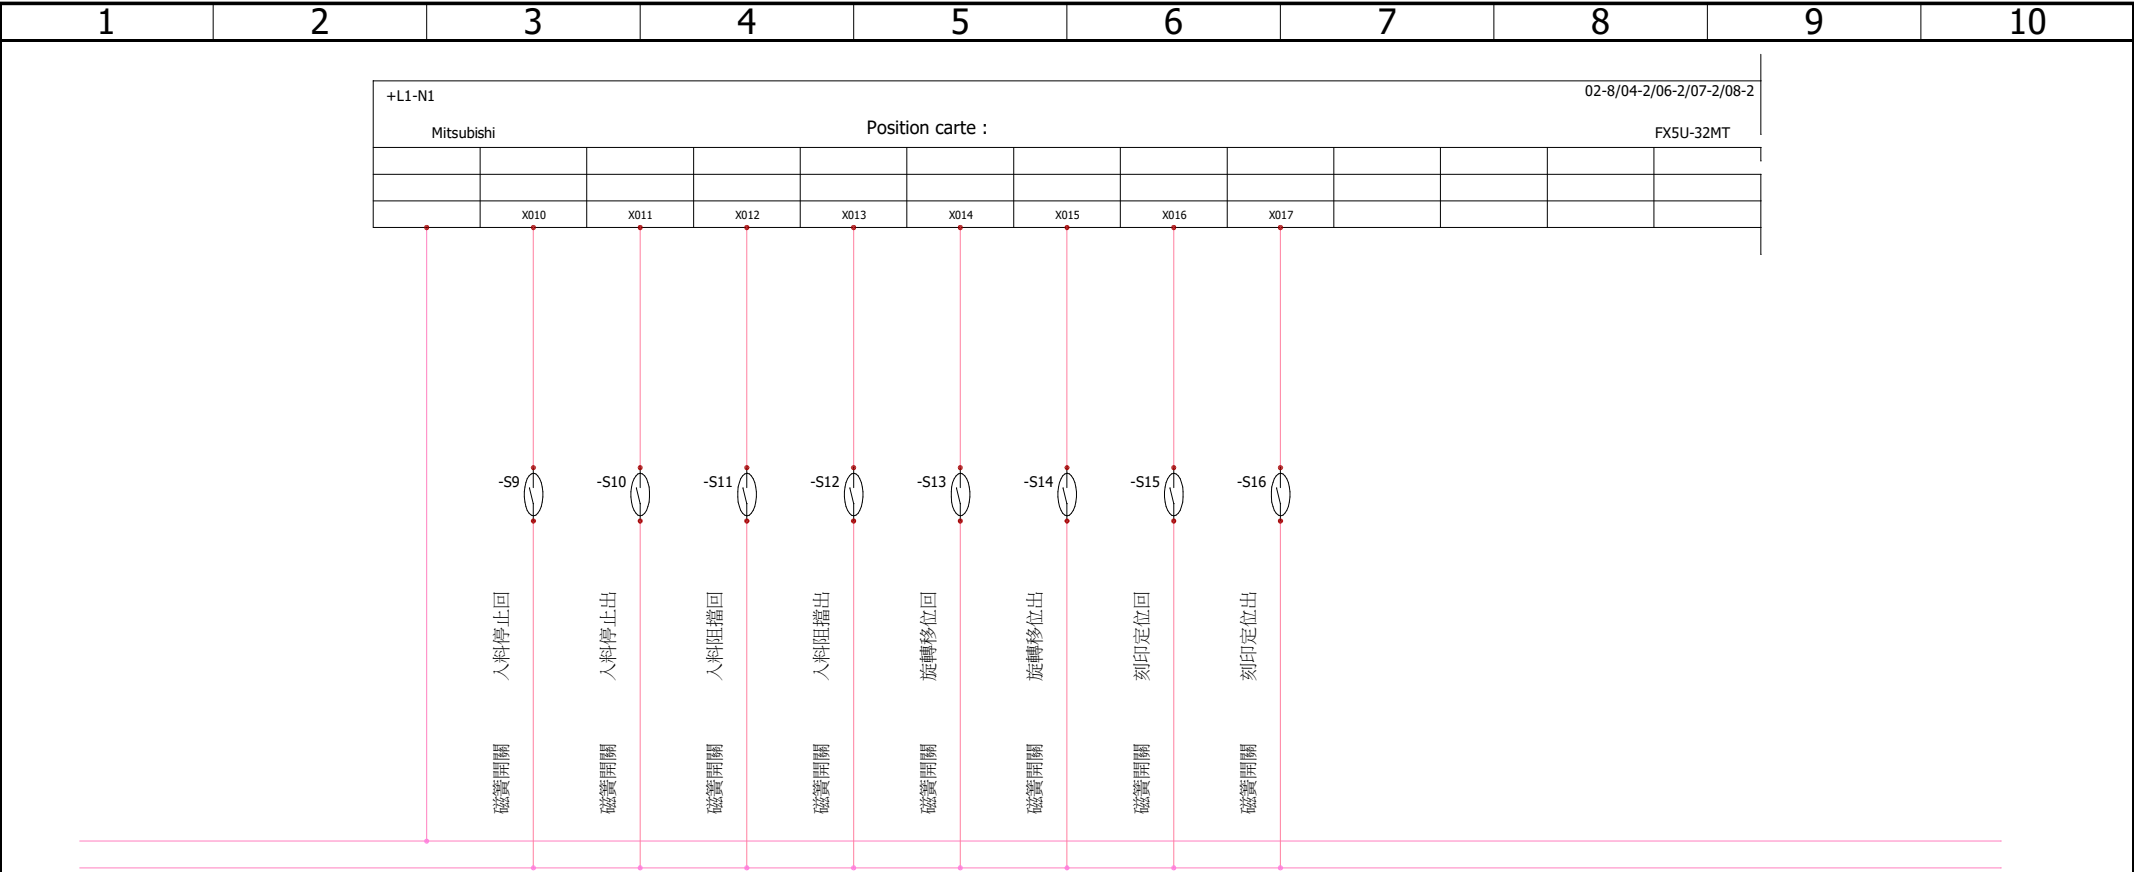 1 2 3 4 5 6 7 8 9 10
+L1-N1 02-8/04-2/06-2/07-2/08-2
Mitsubishi Position carte : FX5U-32MT
X010 X011 X012 X013 X014 X015 X016 X017
-S9 -S10 -S11 -S12 -S13 -S14 -S15 -S16
入料停止回
入料停止出
入料阻擋回
入料阻擋出
旋轉移位回
旋轉移位出
刻印定位回
刻印定位出
磁簧開關
磁簧開關
磁簧開關
磁簧開關
磁簧開關
磁簧開關
磁簧開關
磁簧開關